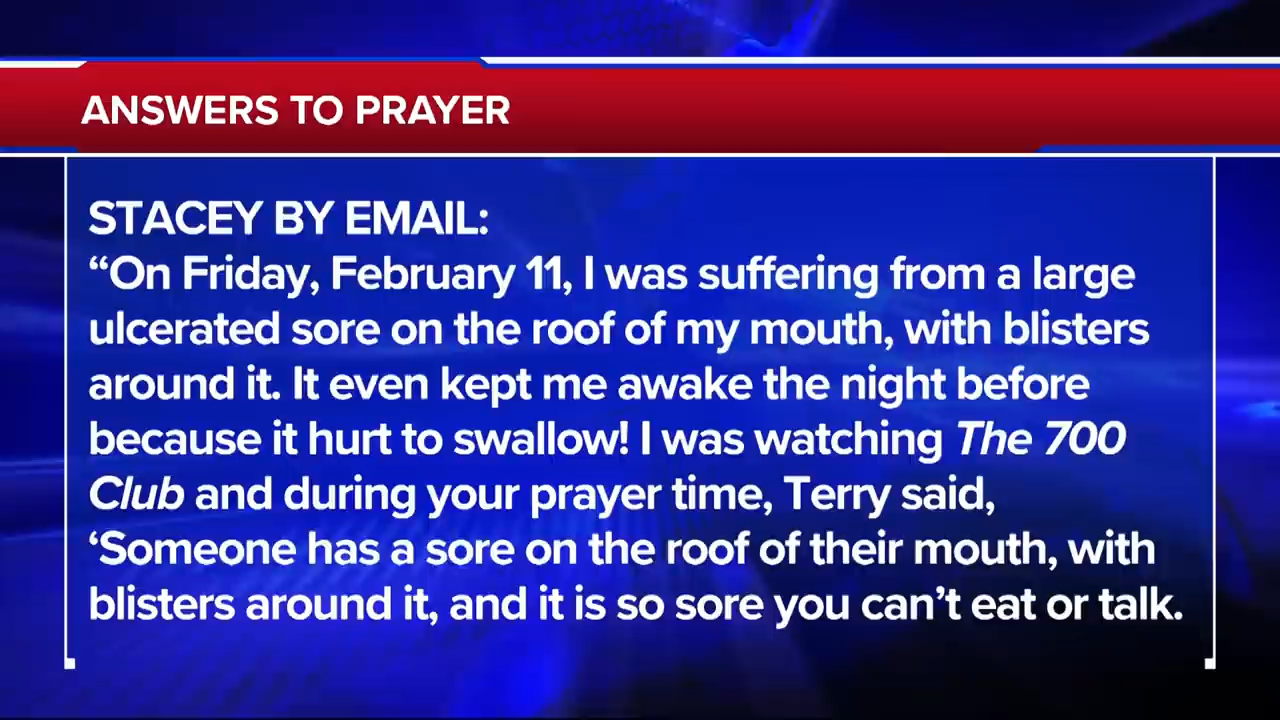 ANSWERS TO PRAYER
STACEY BY EMAIL:
“On Friday, February 11, I was suffering from a large
ulcerated sore on the roof of my mouth, with blisters
around it. It even kept me awake the night before
because it hurt to swallow! I was watching The 700
Club and during your prayer time, Terry said,
‘Someone has a sore on the roof of their mouth, with
blisters around it, and it is so sore you can’t eat or talk.